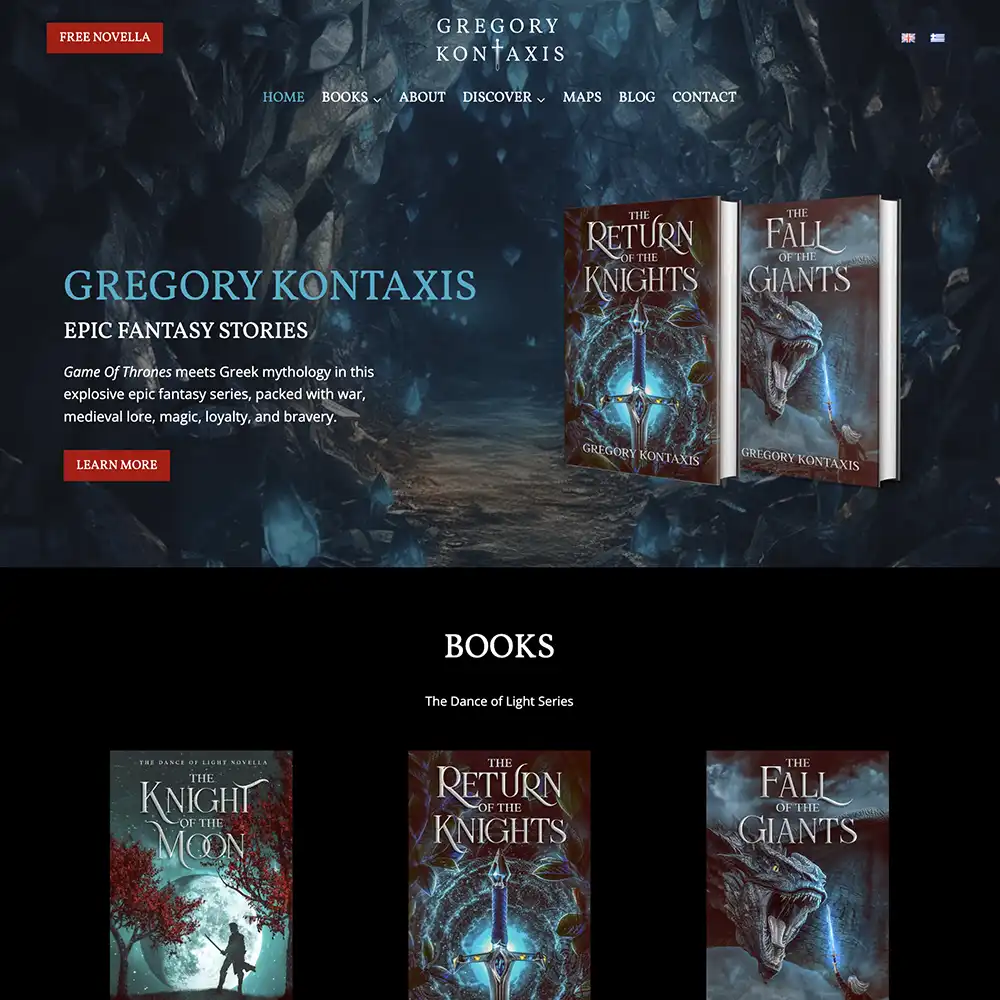 FREE NOVELLA
GREGORY
KONTAXIS
HOME BOOKS ABOUT DISCOVER MAPS BLOG CONTACT
GREGORY KONTAXIS
EPIC FANTASY STORIES
Game Of Thrones meets Greek mythology in this
explosive epic fantasy series, packed with war,
medieval lore, magic, loyalty, and bravery.
LEARN MORE
THE
RETURN
OF THE
KNIGHTS
GREGORY KONTAXIS
THE
FALL
OF THE
GIANTS
GREGORY KONTAXIS
BOOKS
The Dance of Light Series
THE DANCE OF LIGHT NOVELLA
THE
KNIGHT
OF THE
MOON
THE
RETURN
OF THE
KNIGHTS
THE
FALL
OF THE
GIANTS